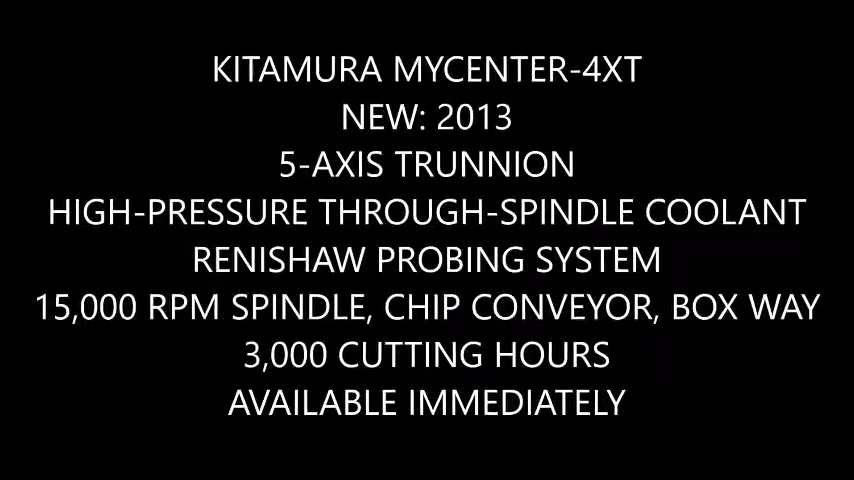 KITAMURA MYCENTER-4XT
NEW: 2013
5-AXIS TRUNNION
HIGH-PRESSURE THROUGH-SPINDLE COOLANT
RENISHAW PROBING SYSTEM
15,000 RPM SPINDLE, CHIP CONVEYOR, BOX WAY
3,000 CUTTING HOURS
AVAILABLE IMMEDIATELY